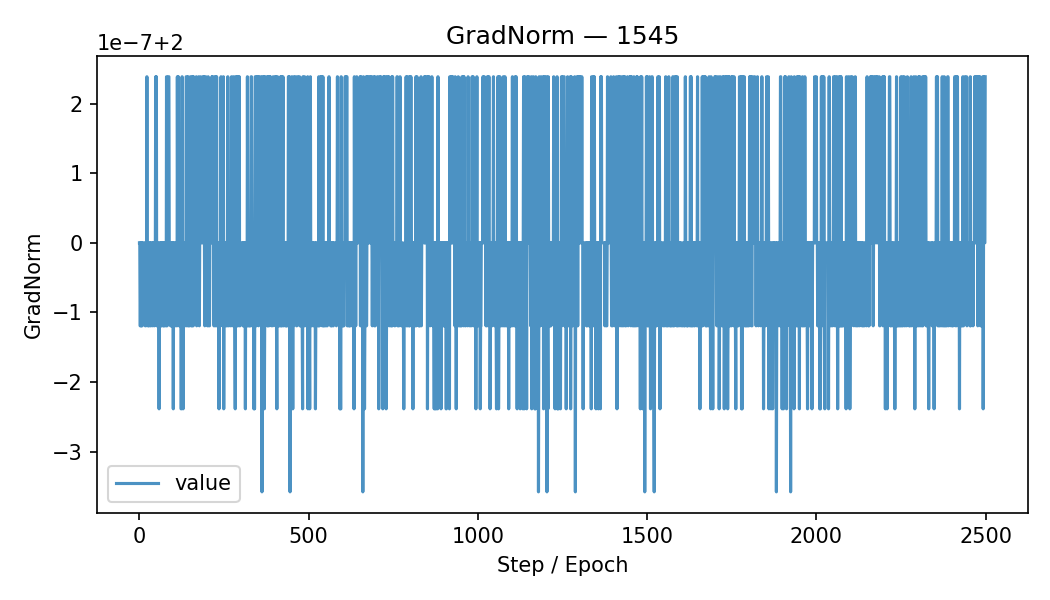 GradNorm — 1545
1e−7+2
2
1
0
−1
−2
−3
GradNorm
value
0
500
1000
1500
2000
2500
Step / Epoch